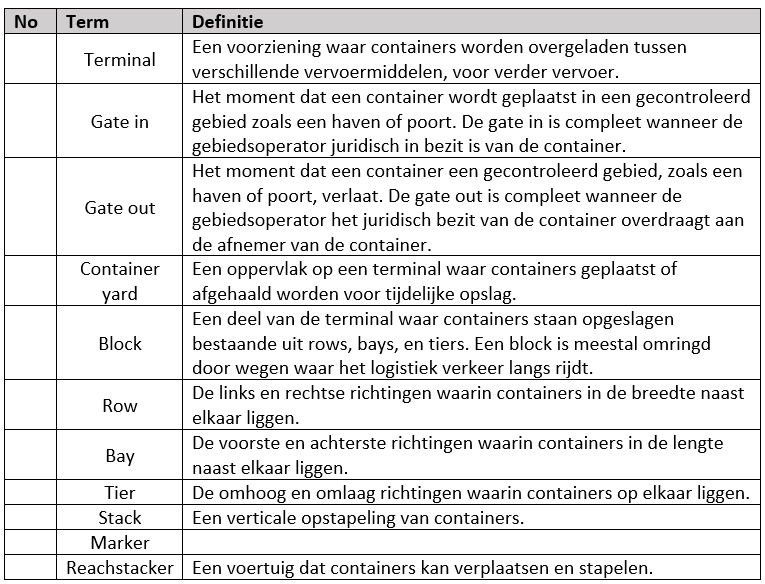 No Term Definitie
Terminal
Een voorziening waar containers worden overgeladen tussen
verschillende vervoermiddelen, voor verder vervoer.
Gate in
Het moment dat een container wordt geplaatst in een gecontroleerd
gebied zoals een haven of poort. De gate in is compleet wanneer de
gebiedsoperator juridisch in bezit is van de container.
Gate out
Het moment dat een container een gecontroleerd gebied, zoals een
haven of poort, verlaat. De gate out is compleet wanneer de
gebiedsoperator het juridisch bezit van de container overdraagt aan
de afnemer van de container.
Container
yard
Een oppervlak op een terminal waar containers geplaatst of
afgehaald worden voor tijdelijke opslag.
Block
Een deel van de terminal waar containers staan opgeslagen
bestaande uit rows, bays, en tiers. Een block is meestal omringd
door wegen waar het logistiek verkeer langs rijdt.
Row
De links en rechtse richtingen waarin containers in de breedte naast
elkaar liggen.
Bay
De voorste en achterste richtingen waarin containers in de lengte
naast elkaar liggen.
Tier De omhoog en omlaag richtingen waarin containers op elkaar liggen.
Stack Een verticale opstapeling van containers.
Marker
Reachstacker Een voertuig dat containers kan verplaatsen en stapelen.